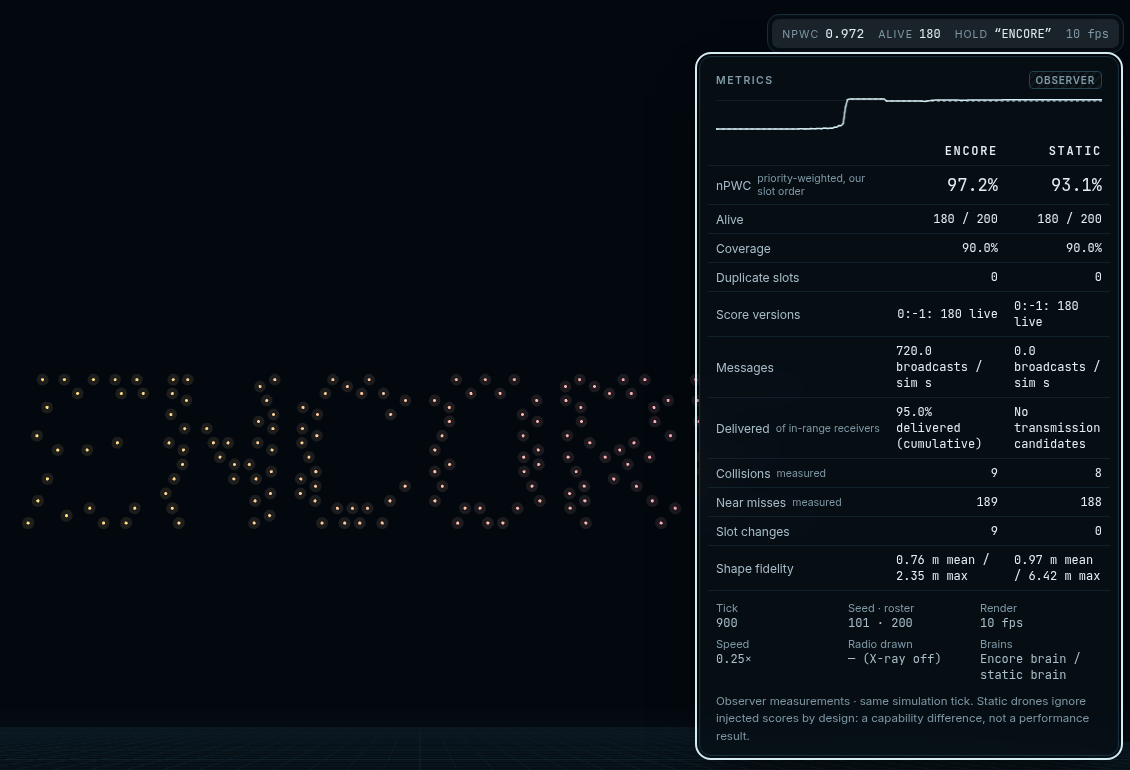 NPWC 0.972 ALIVE 180 HOLD “ENCORE” 10 fps
METRICS OBSERVER
ENCORE STATIC
nPWC priority-weighted, our slot order 97.2% 93.1%
Alive 180 / 200 180 / 200
Coverage 90.0% 90.0%
Duplicate slots 0 0
Score versions 0:-1: 180 live 0:-1: 180 live
Messages 720.0 broadcasts / sim s 0.0 broadcasts / sim s
Delivered of in-range receivers 95.0% delivered (cumulative) No transmission candidates
Collisions measured 9 8
Near misses measured 189 188
Slot changes 9 0
Shape fidelity 0.76 m mean / 2.35 m max 0.97 m mean / 6.42 m max
Tick Seed · roster Render
900 101 · 200 10 fps
Speed Radio drawn Brains
0.25× — (X-ray off) Encore brain / static brain
Observer measurements · same simulation tick. Static drones ignore
injected scores by design: a capability difference, not a performance
result.
ENCOR